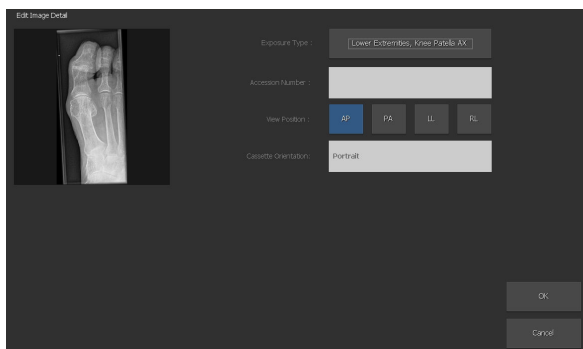 Edit Image Detail
Exposure Type :
Lower Extremities, Knee Patella AX
Accession Number :
View Position :
AP
PA
LL
RL
Cassette Orientation:
Portrait
OK
Cancel